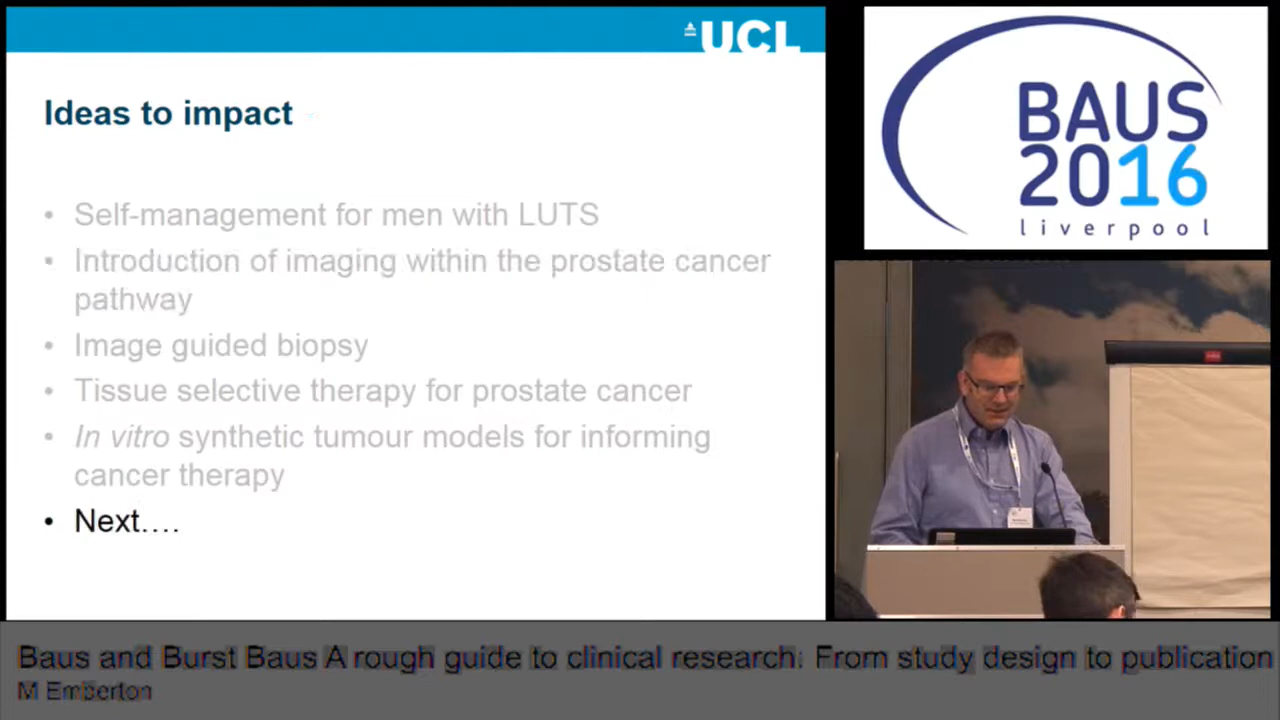 UCL
Ideas to impact
• Self-management for men with LUTS
• Introduction of imaging within the prostate cancer
pathway
• Image guided biopsy
• Tissue selective therapy for prostate cancer
• In vitro synthetic tumour models for informing
cancer therapy
• Next....
BAUS
2016
liverpool
Baus and Burst Baus A rough guide to clinical research: From study design to publication
M Emberton